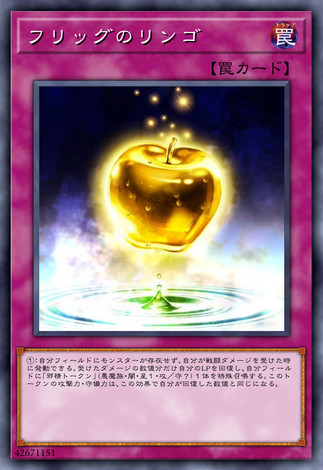 フリッグのリンゴ
トラップ
罠
【罠カード】
①:自分フィールドにモンスターが存在せず、自分が戦闘ダメージを受けた時
に発動できる。受けたダメージの数値分だけ自分のLPを回復し、自分フィール
ドに「邪精トークン」(悪魔族・闇・星1・攻/守?)1体を特殊召喚する。このト
ークンの攻撃力・守備力は、この効果で自分が回復した数値と同じになる。
42671151